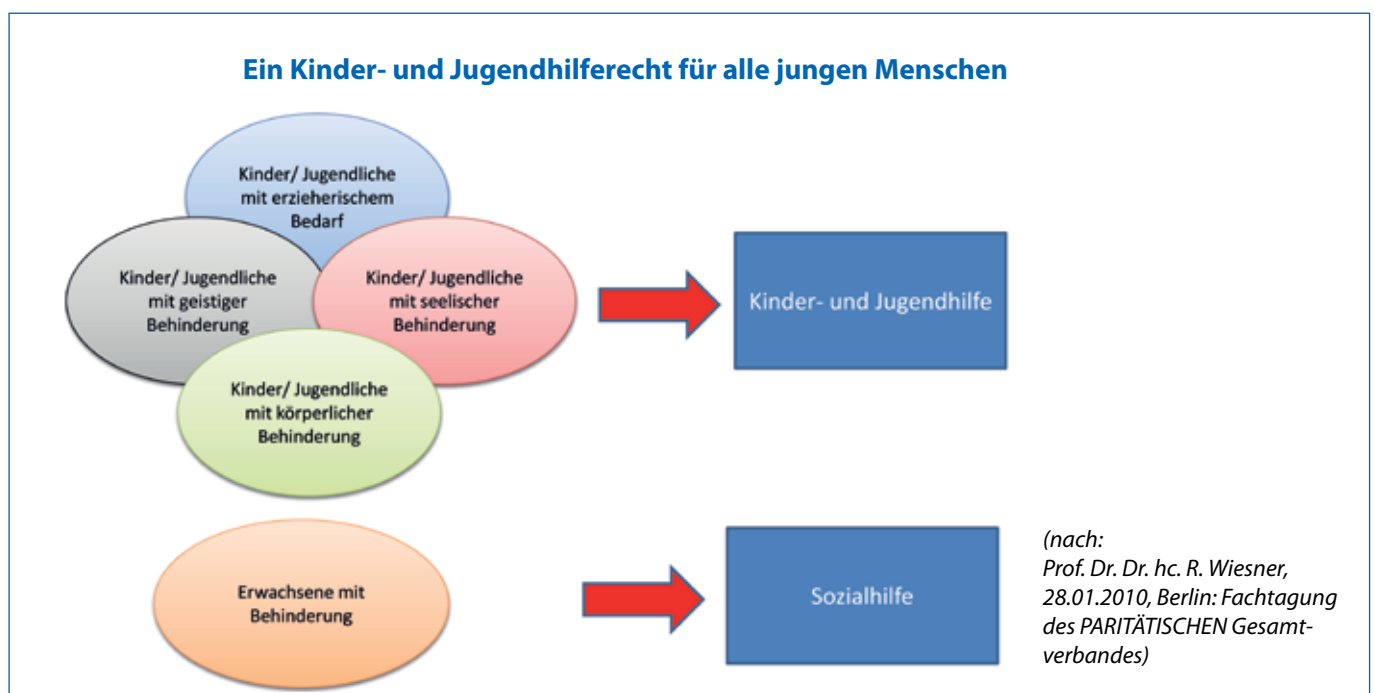 Ein Kinder- und Jugendhilferecht für alle jungen Menschen
Kinder/ Jugendliche
mit erzieherischem
Bedarf
Kinder/ Jugendliche
mit geistiger
Behinderung
Kinder/ Jugendliche
mit seelischer
Behinderung
Kinder- und Jugendhilfe
Kinder/ Jugendliche
mit körperlicher
Behinderung
Erwachsene mit
Behinderung
Sozialhilfe
(nach:
Prof. Dr. Dr. hc. R. Wiesner,
28.01.2010, Berlin: Fachtagung
des PARITÄTISCHEN Gesamt-
verbandes)